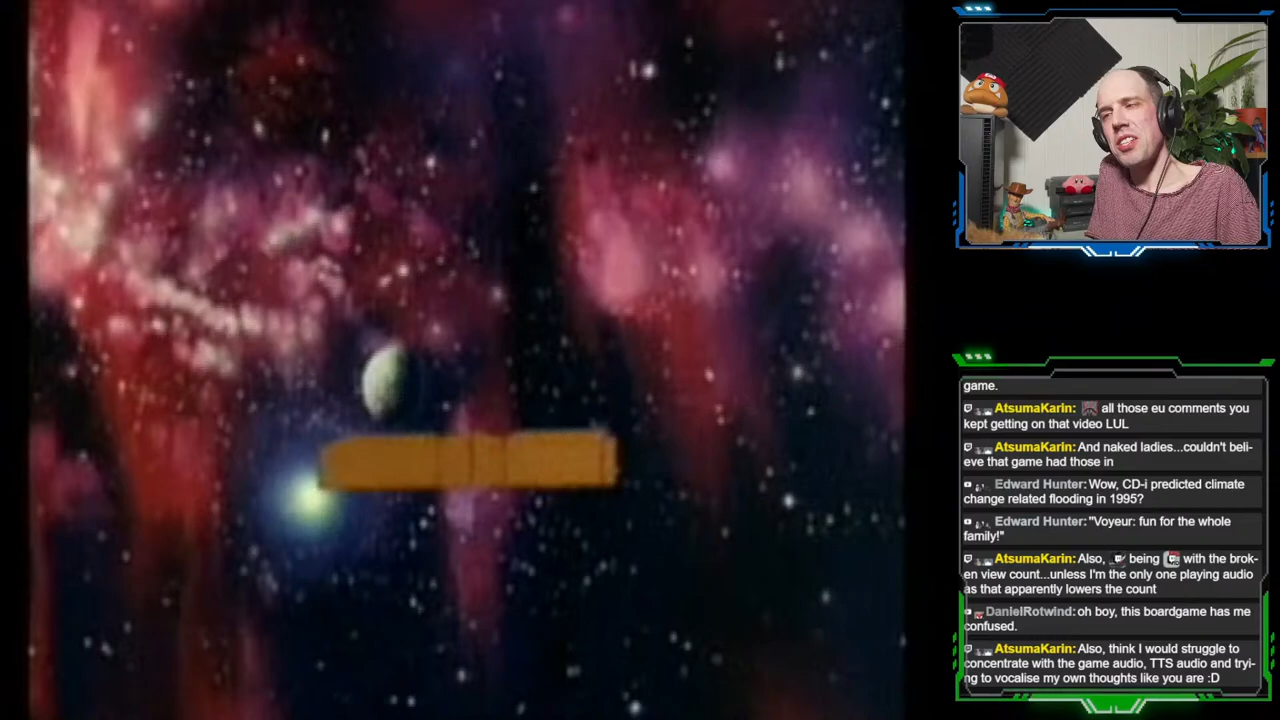 game.
AtsumaKarin: all those eu comments you
kept getting on that video LUL
AtsumaKarin: And naked ladies...couldn't beli-
eve that game had those in
Edward Hunter: Wow, CD-i predicted climate
change related flooding in 1995?
Edward Hunter: "Voyeur: fun for the whole
family!"
AtsumaKarin: Also, being with the brok-
en view count...unless I'm the only one playing audio
as that apparently lowers the count
DanielRotwind: oh boy, this boardgame has me
confused.
AtsumaKarin: Also, think I would struggle to
concentrate with the game audio, TTS audio and tryi-
ng to vocalise my own thoughts like you are :D